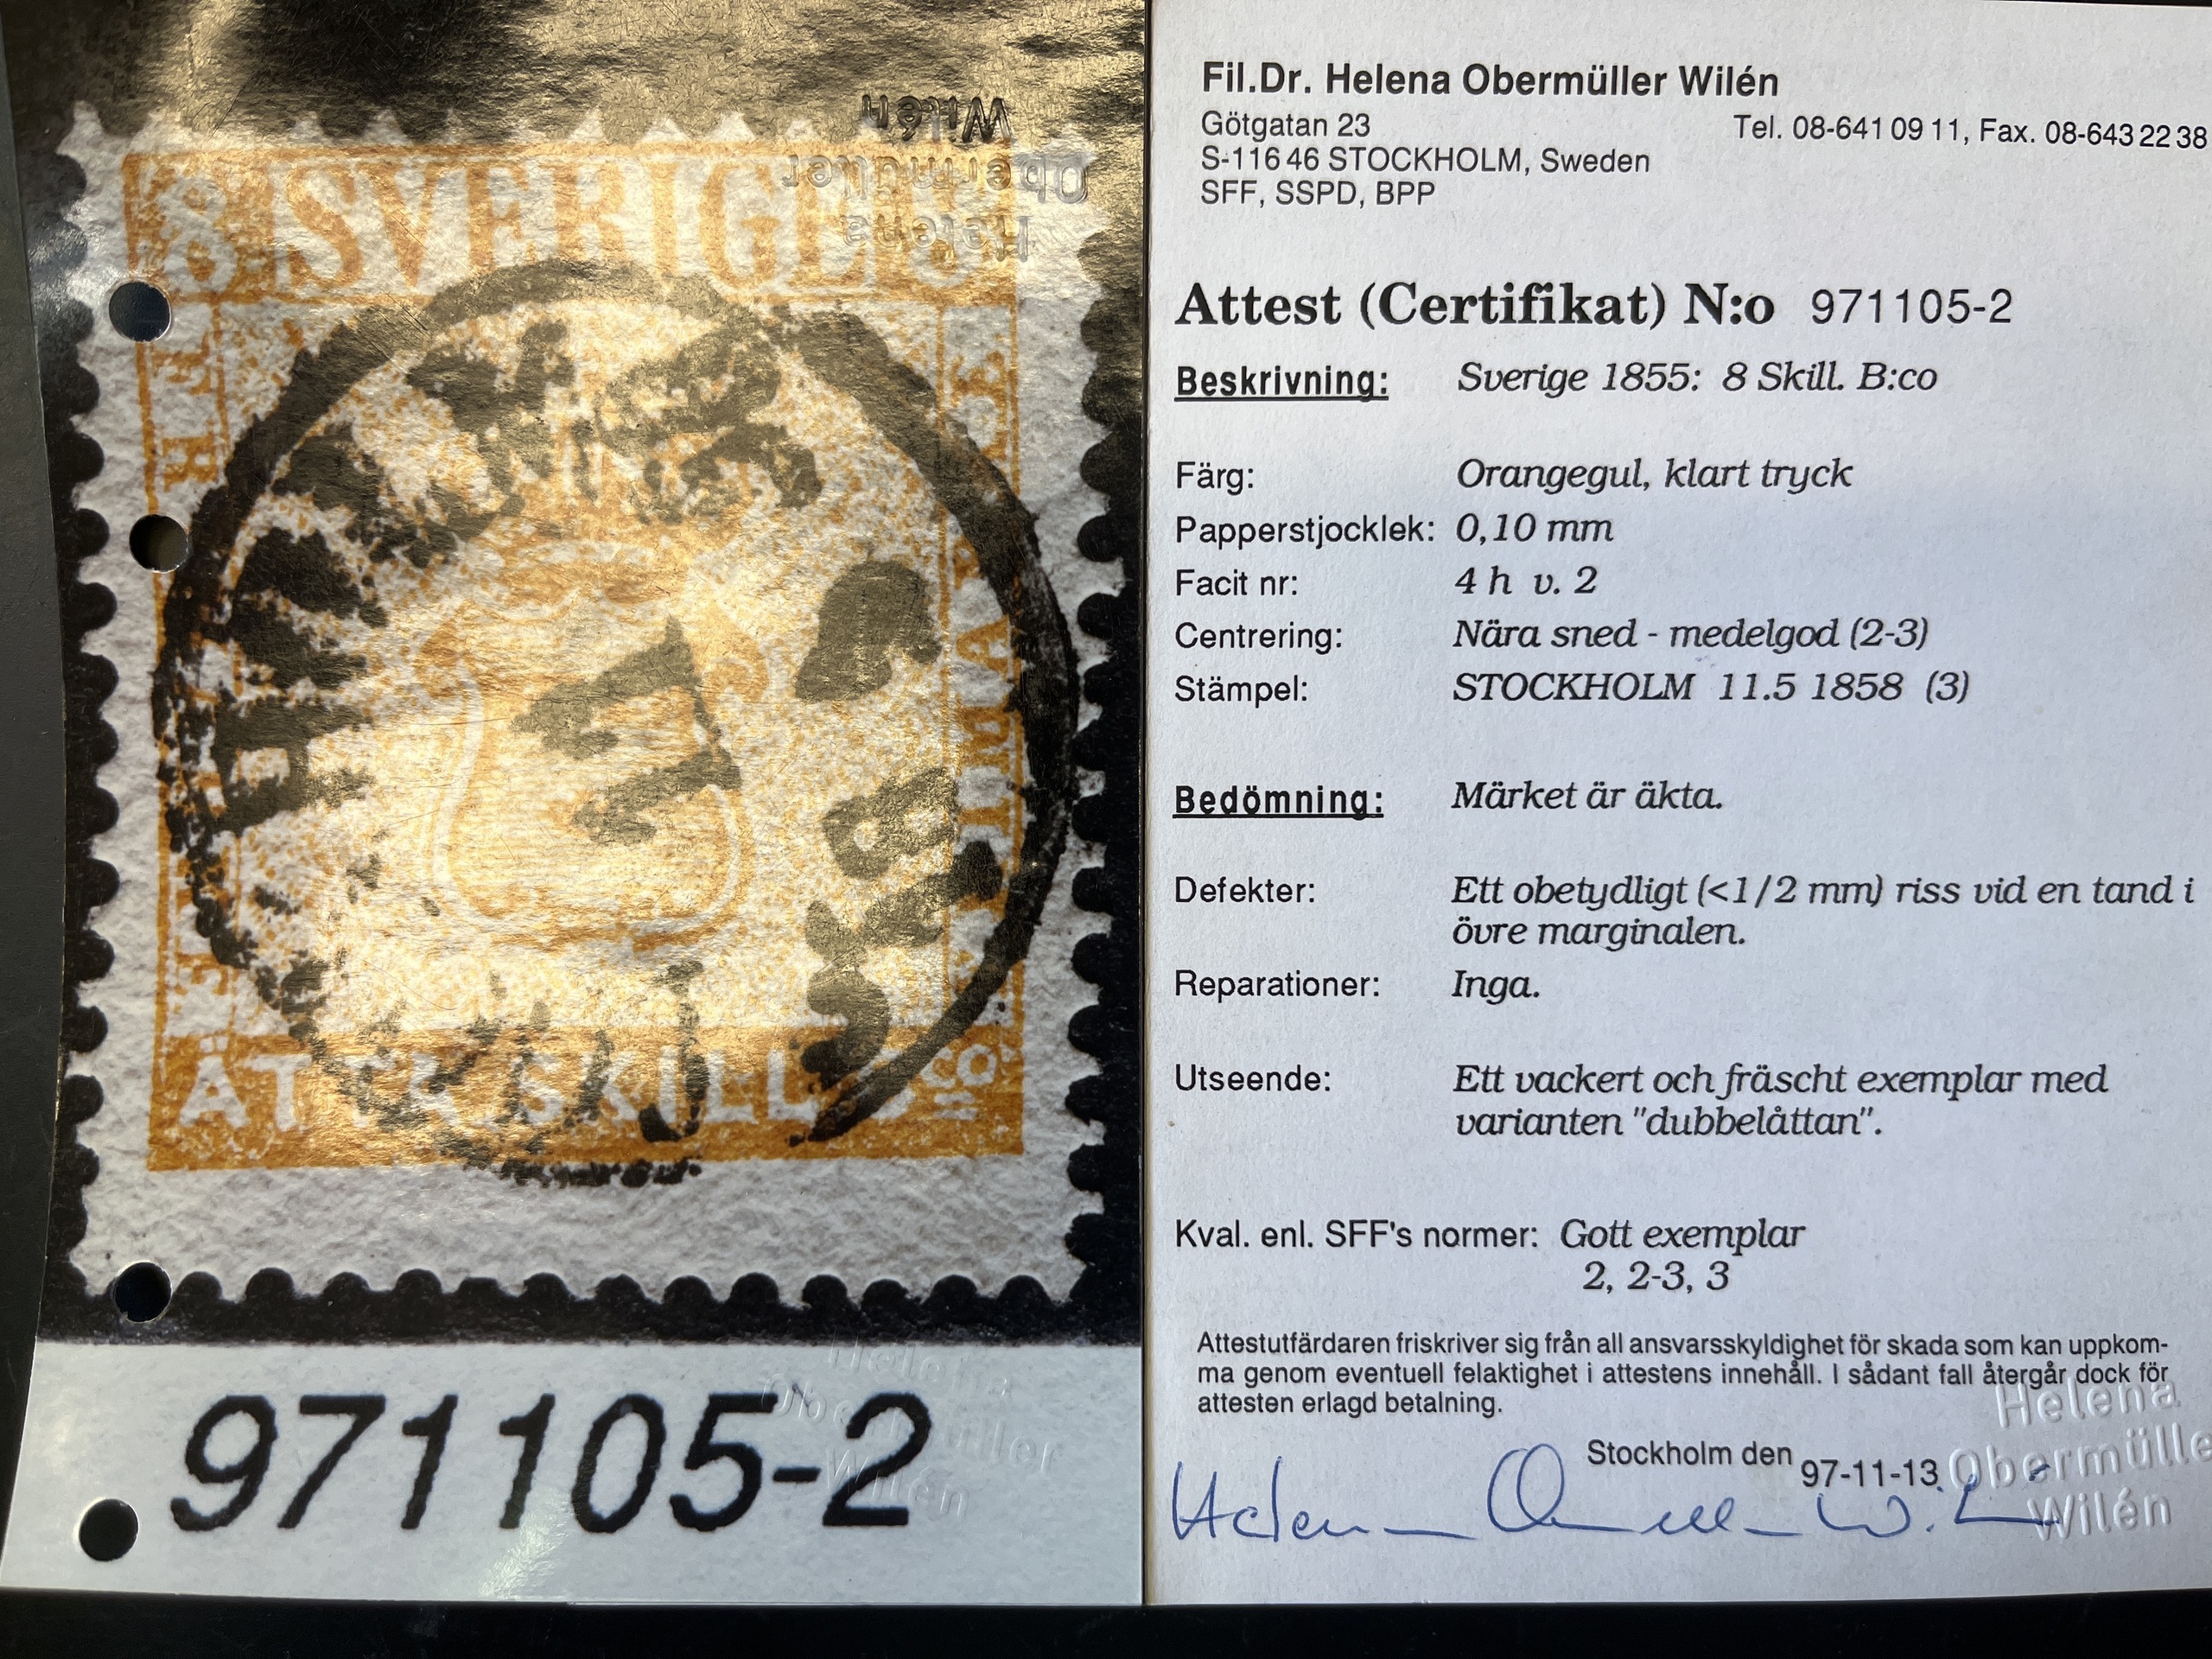 8 SVERIGE 8
ÅTTA SKILL. B:CO
971105-2
Helena
Obermüller
Wilén
Fil.Dr. Helena Obermüller Wilén
Götgatan 23
S-116 46 STOCKHOLM, Sweden
SFF, SSPD, BPP
Tel. 08-641 09 11, Fax. 08-643 22 38
Attest (Certifikat) N:o 971105-2
Beskrivning: Sverige 1855: 8 Skill. B:co
Färg: Orangegul, klart tryck
Papperstjocklek: 0,10 mm
Facit nr: 4 h v. 2
Centrering: Nära sned - medelgod (2-3)
Stämpel: STOCKHOLM 11.5 1858 (3)
Bedömning: Märket är äkta.
Defekter: Ett obetydligt (<1/2 mm) riss vid en tand i
övre marginalen.
Reparationer: Inga.
Utseende: Ett vackert och fräscht exemplar med
varianten "dubbelåttan".
Kval. enl. SFF's normer: Gott exemplar
2, 2-3, 3
Attestutfärdaren friskriver sig från all ansvarsskyldighet för skada som kan uppkom-
ma genom eventuell felaktighet i attestens innehåll. I sådant fall återgår dock för
attesten erlagd betalning.
Stockholm den 97-11-13
Helena
Obermülle
Wilén